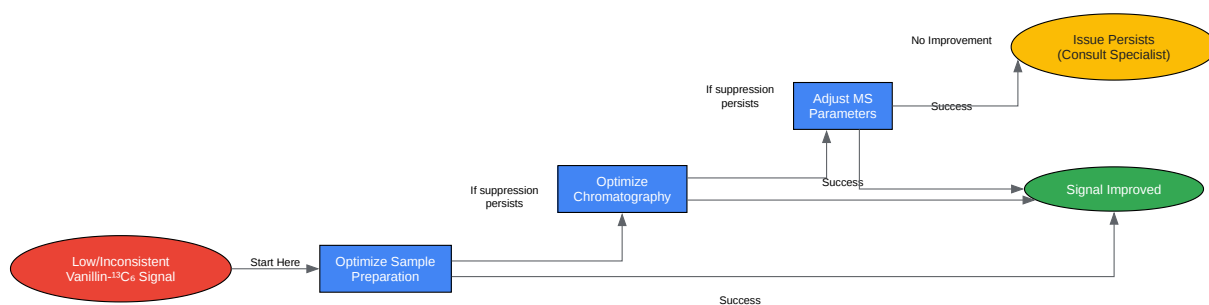 No Improvement
Issue Persists
(Consult Specialist)
If suppression
persists
Adjust MS
Parameters
Success
If suppression
persists
Optimize
Chromatography
Success
Signal Improved
Low/Inconsistent
Vanillin-¹³C₆ Signal
Start Here
Optimize Sample
Preparation
Success